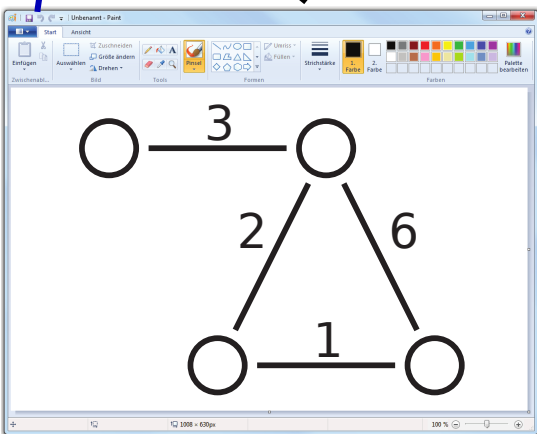 Unbenannt - Paint
Start Ansicht
Einfügen
Auswählen
Zuschneiden
Größe ändern
Drehen
Pinsel
Umriss
Füllen
Strichstärke
1. Farbe
2. Farbe
Palette bearbeiten
Zwischenabl... Bild Tools Formen Farben
3
2 6
1
1008 × 630px 100 %